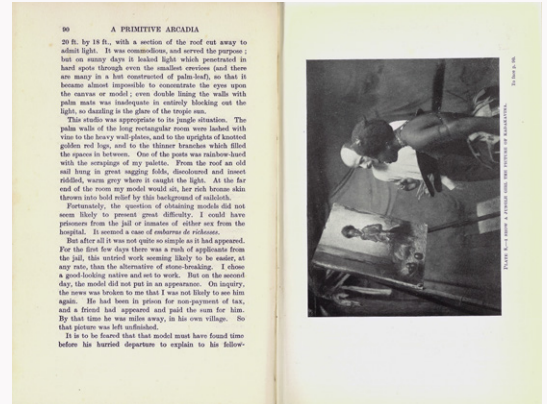 90 A PRIMITIVE ARCADIA
20 ft. by 18 ft., with a section of the roof cut away to
admit light. It was commodious, and served the purpose ;
but on sunny days it leaked light which penetrated in
hard spots through even the smallest crevices (and there
are many in a hut constructed of palm-leaf), so that it
became almost impossible to concentrate the eyes upon
the canvas or model ; even double lining the walls with
palm mats was inadequate in entirely blocking out the
light, so dazzling is the glare of the tropic sun.
This studio was appropriate to its jungle situation. The
palm walls of the long rectangular room were lashed with
vine to the heavy wall-plates, and to the uprights of knotted
golden red logs, and to the thinner branches which filled
the spaces in between. One of the posts was rainbow-hued
with the scrapings of my palette. From the roof an old
sail hung in great sagging folds, discoloured and insect
riddled, warm grey where it caught the light. At the far
end of the room my model would sit, her rich bronze skin
thrown into bold relief by this background of sailcloth.
Fortunately, the question of obtaining models did not
seem likely to present great difficulty. I could have
prisoners from the jail or inmates of either sex from the
hospital. It seemed a case of embarras de richesses.
But after all it was not quite so simple as it had appeared.
For the first few days there was a rush of applicants from
the jail, this untried work seeming likely to be easier, at
any rate, than the alternative of stone-breaking. I chose
a good-looking native and set to work. But on the second
day, the model did not put in an appearance. On inquiry,
the news was broken to me that I was not likely to see him
again. He had been in prison for non-payment of tax,
and a friend had appeared and paid the sum for him.
By that time he was miles away, in his own village. So
that picture was left unfinished.
It is to be feared that that model must have found time
before his hurried departure to explain to his fellow-
To face p. 90.